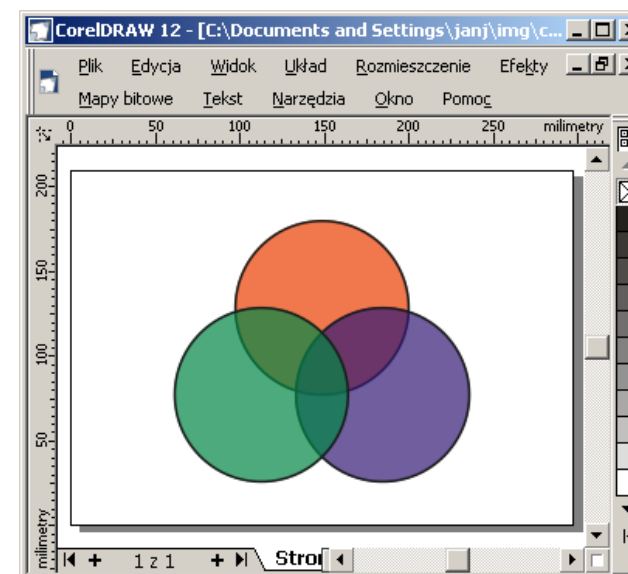 CorelDRAW 12 - [C:\Documents and Settings\janj\img\c...
Plik Edycja Widok Układ Rozmieszczenie Efekty
Mapy bitowe Tekst Narzędzia Okno Pomoc
0 50 100 150 200 250 milimetry
200
150
100
50
milimetry
1 z 1 Stro